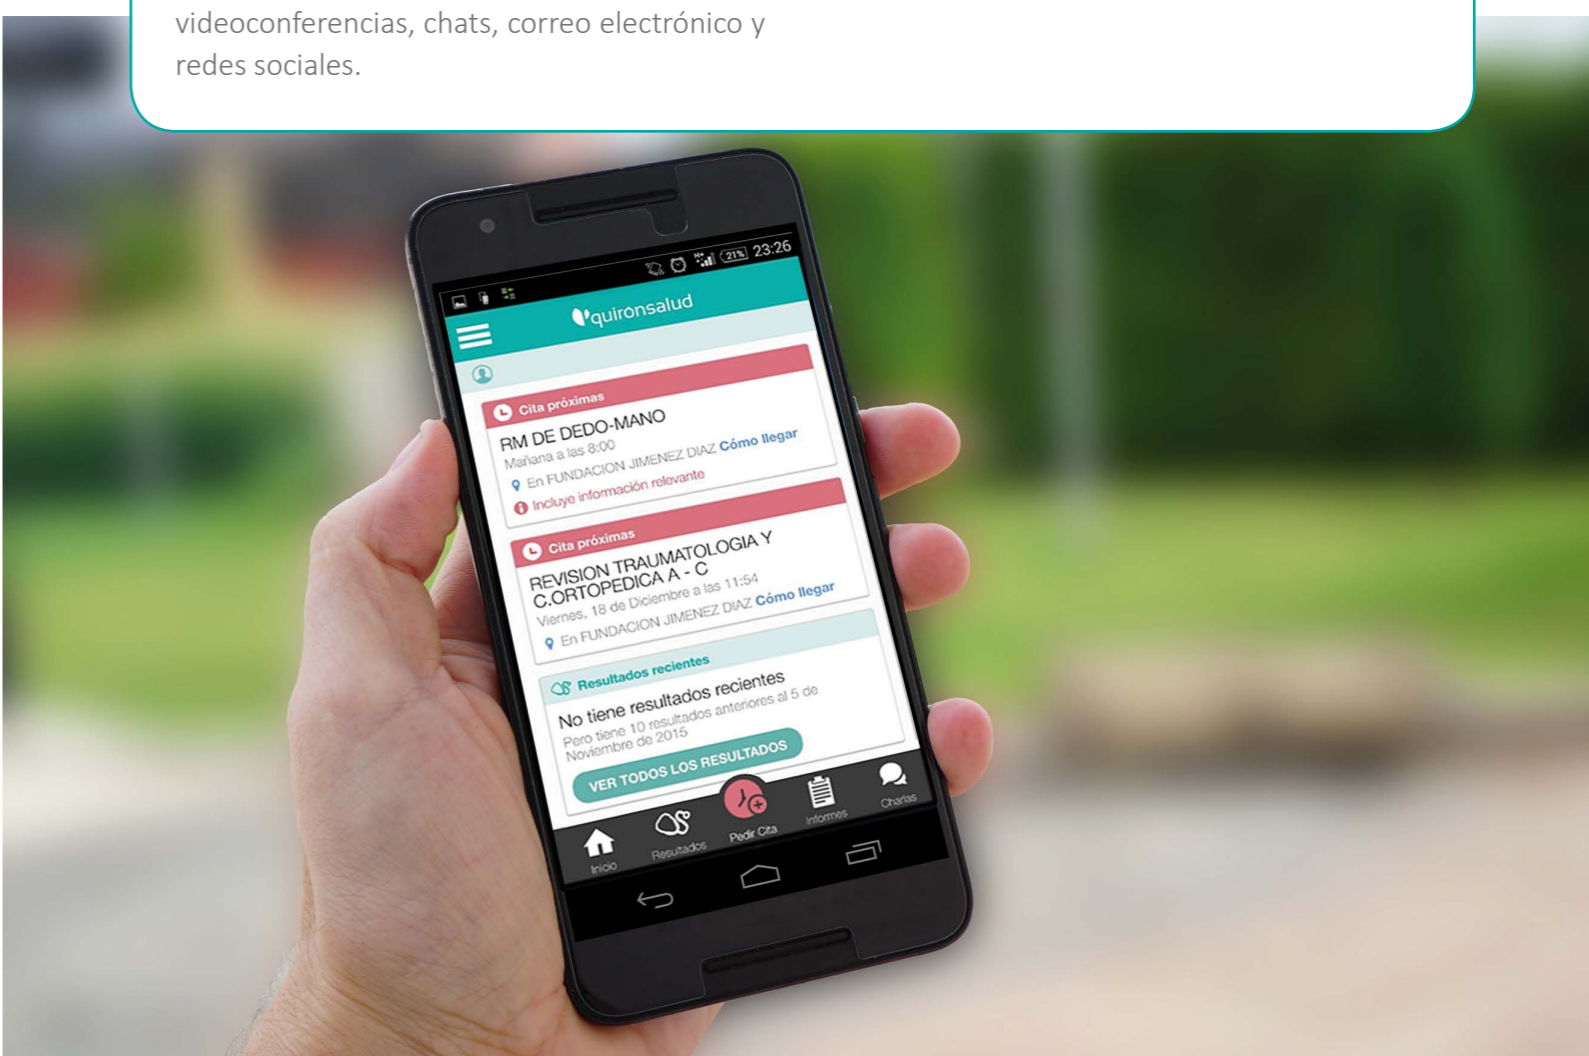 videoconferencias, chats, correo electrónico y
redes sociales.
21% 23:26
quirónsalud
Cita próximas
RM DE DEDO-MANO
Mañana a las 8:00
En FUNDACION JIMENEZ DIAZ Cómo llegar
Incluye información relevante
Cita próximas
REVISION TRAUMATOLOGIA Y
C.ORTOPEDICA A - C
Viernes, 18 de Diciembre a las 11:54
En FUNDACION JIMENEZ DIAZ Cómo llegar
Resultados recientes
No tiene resultados recientes
Pero tiene 10 resultados anteriores al 5 de
Noviembre de 2015
VER TODOS LOS RESULTADOS
Inicio Resultados Pedir Cita Informes Charlas